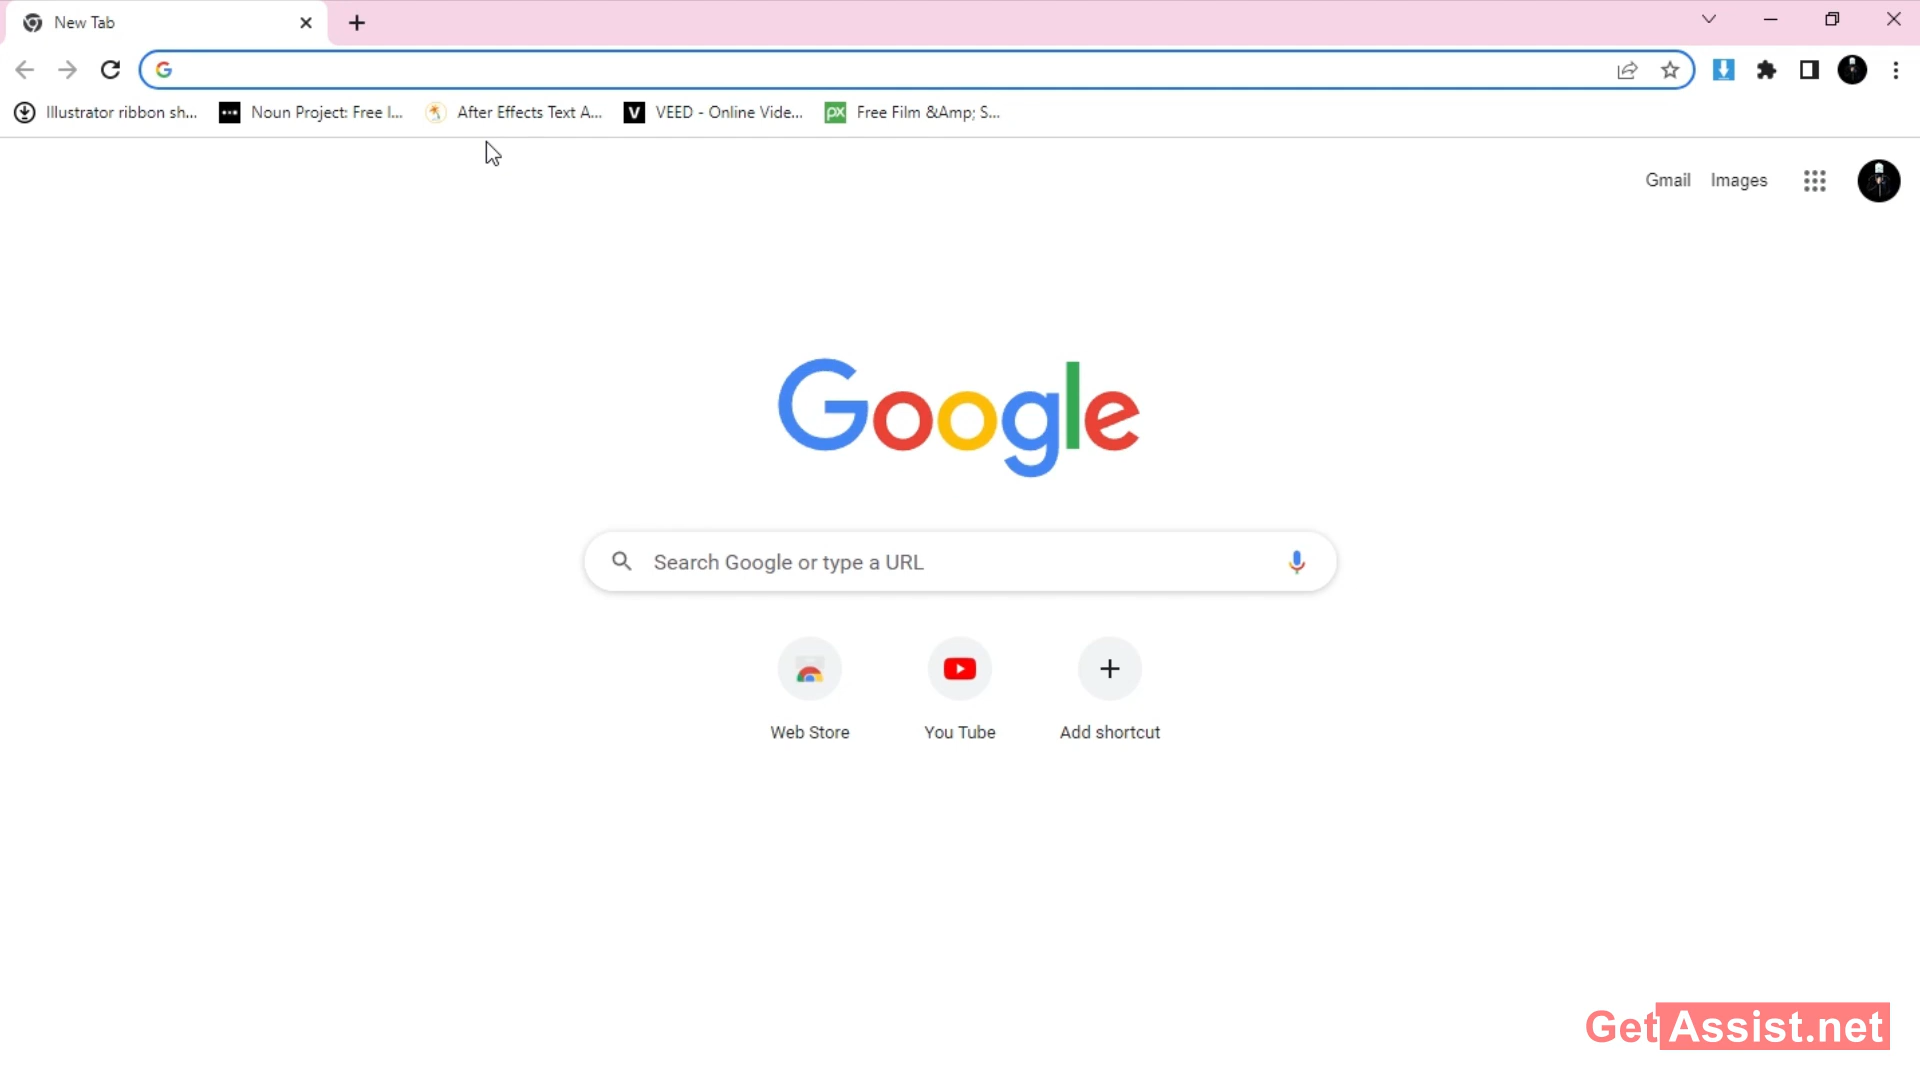 New Tab
Illustrator ribbon sh... Noun Project: Free I... After Effects Text A... VEED - Online Vide... Free Film &Amp; S...
Gmail Images
Google
Search Google or type a URL
Web Store You Tube Add shortcut
GetAssist.net